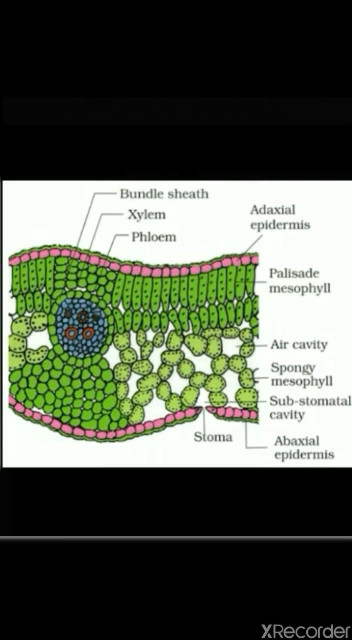 Bundle sheath
Xylem
Phloem
Adaxial
epidermis
Palisade
mesophyll
Air cavity
Spongy
mesophyll
Sub-stomatal
cavity
Stoma
Abaxial
epidermis
XRecorder